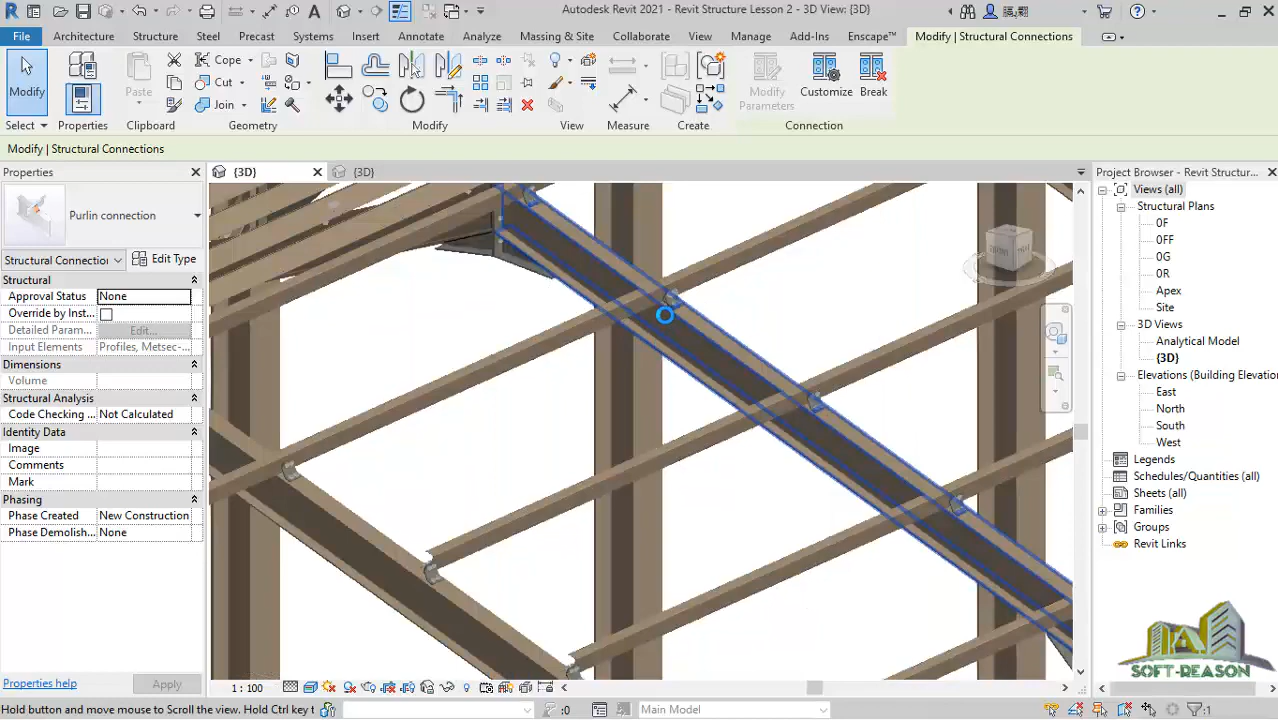 Autodesk Revit 2021 - Revit Structure Lesson 2 - 3D View: {3D}
File Architecture Structure Steel Precast Systems Insert Annotate Analyze Massing & Site Collaborate View Manage Add-Ins Enscape™ Modify | Structural Connections
Modify
Paste
Cope
Cut
Join
Modify Parameters
Customize
Break
Select Properties Clipboard Geometry Modify View Measure Create Connection
Modify | Structural Connections
Properties
{3D}
{3D}
Project Browser - Revit Structur...
Purlin connection
Structural Connection
Edit Type
Structural
Approval Status None
Override by Inst...
Detailed Param... Edit...
Input Elements Profiles, Metsec-...
Dimensions
Volume
Structural Analysis
Code Checking ... Not Calculated
Identity Data
Image
Comments
Mark
Phasing
Phase Created New Construction
Phase Demolish... None
Properties help
Apply
Views (all)
Structural Plans
0F
0FF
0G
0R
Apex
Site
3D Views
Analytical Model
{3D}
Elevations (Building Elevation
East
North
South
West
Legends
Schedules/Quantities (all)
Sheets (all)
Families
Groups
Revit Links
SOFT-REASON
1 : 100
Hold button and move mouse to Scroll the view. Hold Ctrl key t
:0
Main Model
:1